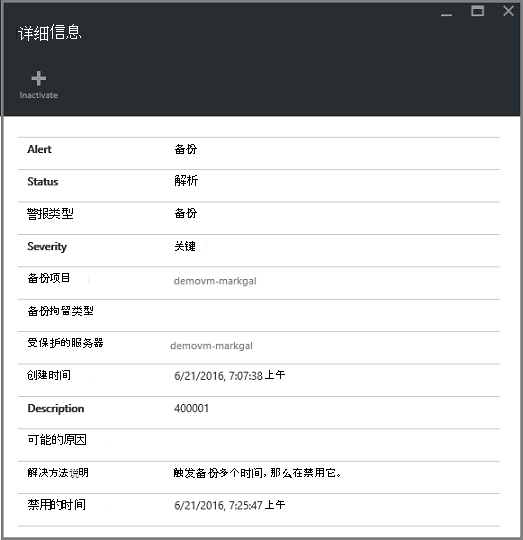 详细信息
Inactivate
Alert 备份
Status 解析
警报类型 备份
Severity 关键
备份项目 demovm-markgal
备份拘留类型
受保护的服务器 demovm-markgal
创建时间 6/21/2016, 7:07:38 上午
Description 400001
可能的原因
解决方法说明 触发备份多个时间，那么在禁用它。
禁用的时间 6/21/2016, 7:25:47 上午